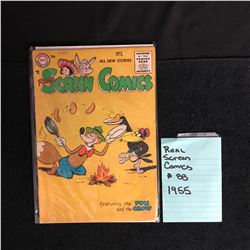 ALL NEW STORIES
REAL SCREEN COMICS
featuring the FOX
and the CROW
REAL
SCREEN
COMICS
# 88
1955